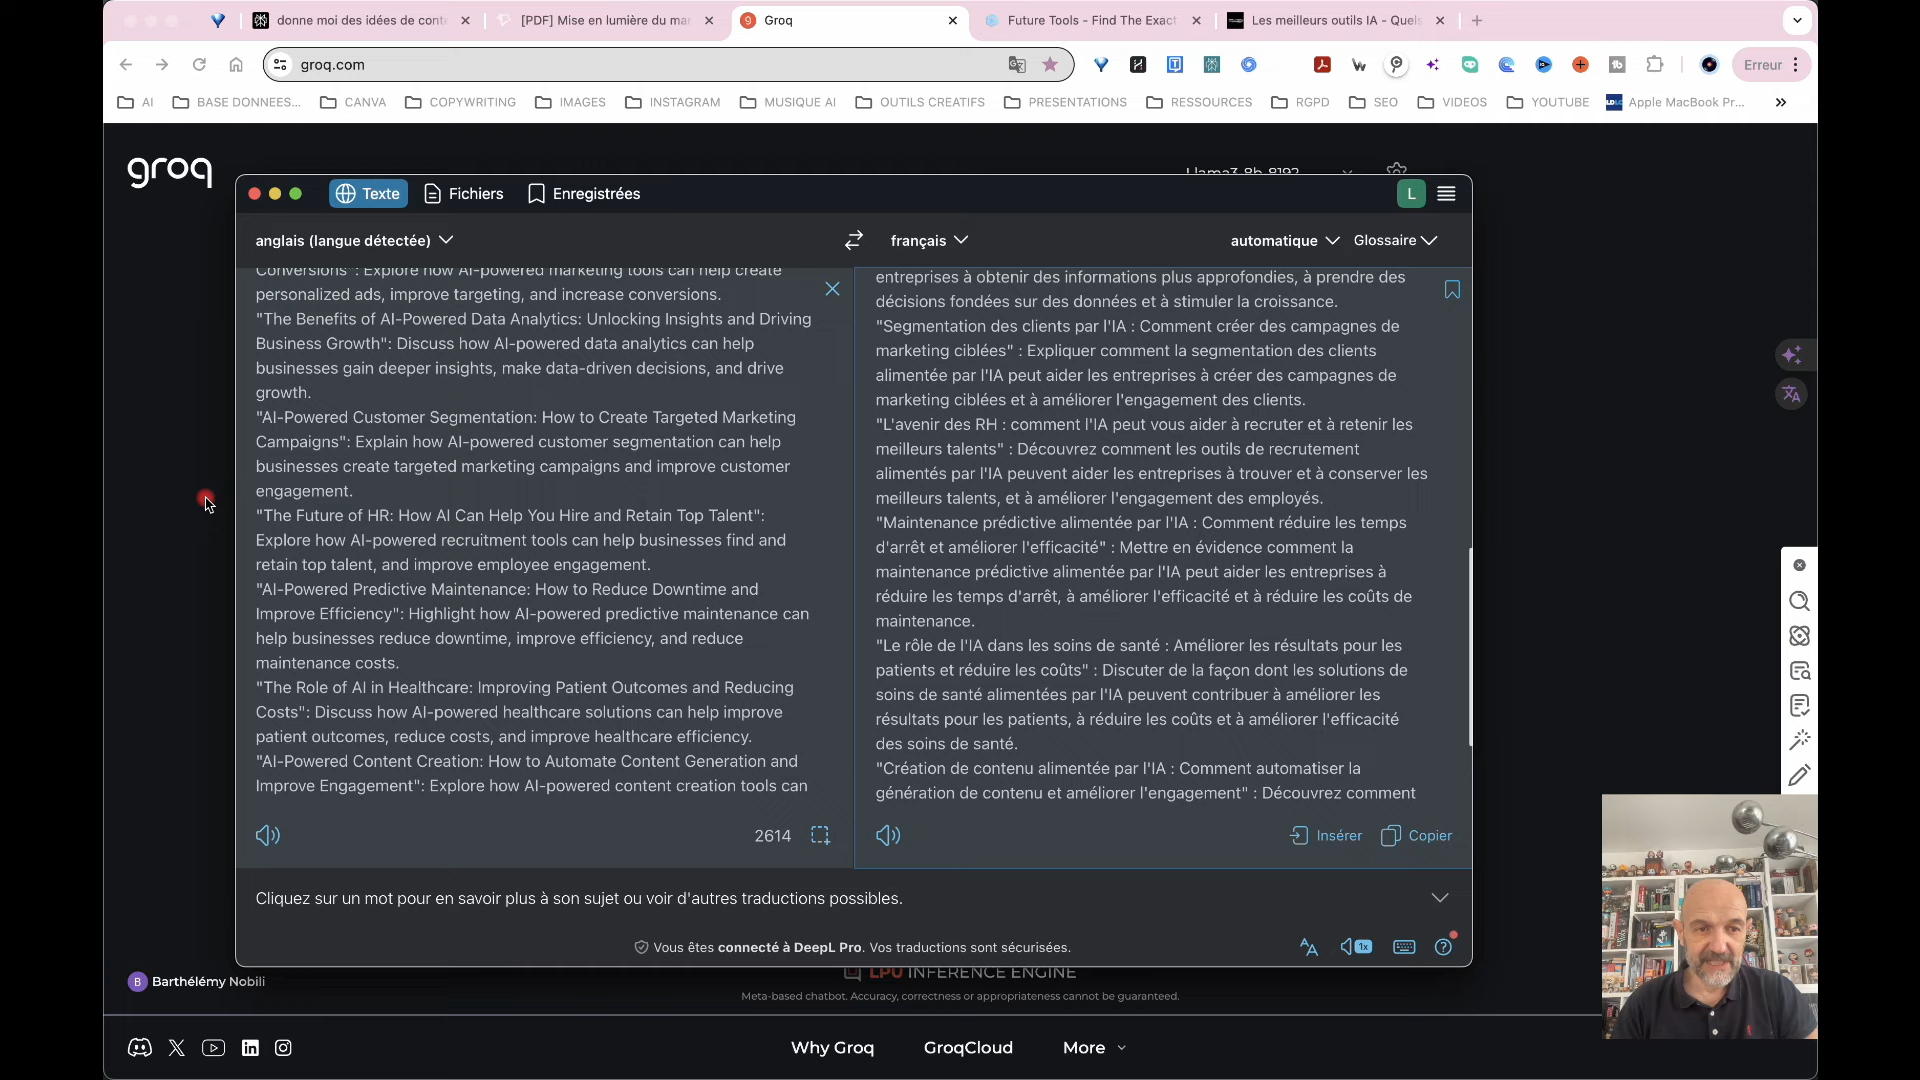 donne moi des idées de cont
[PDF] Mise en lumière du mar
Groq
Future Tools - Find The Exact
Les meilleurs outils IA - Quels
groq.com
Erreur
AI
BASE DONNEES...
CANVA
COPYWRITING
IMAGES
INSTAGRAM
MUSIQUE AI
OUTILS CREATIFS
PRESENTATIONS
RESSOURCES
RGPD
SEO
VIDEOS
YOUTUBE
Apple MacBook Pr...
groq
Llama3-8b-8192
Texte
Fichiers
Enregistrées
L
anglais (langue détectée)
français
automatique
Glossaire
Conversions": Explore how AI-powered marketing tools can help create
personalized ads, improve targeting, and increase conversions.
"The Benefits of AI-Powered Data Analytics: Unlocking Insights and Driving
Business Growth": Discuss how AI-powered data analytics can help
businesses gain deeper insights, make data-driven decisions, and drive
growth.
"AI-Powered Customer Segmentation: How to Create Targeted Marketing
Campaigns": Explain how AI-powered customer segmentation can help
businesses create targeted marketing campaigns and improve customer
engagement.
"The Future of HR: How AI Can Help You Hire and Retain Top Talent":
Explore how AI-powered recruitment tools can help businesses find and
retain top talent, and improve employee engagement.
"AI-Powered Predictive Maintenance: How to Reduce Downtime and
Improve Efficiency": Highlight how AI-powered predictive maintenance can
help businesses reduce downtime, improve efficiency, and reduce
maintenance costs.
"The Role of AI in Healthcare: Improving Patient Outcomes and Reducing
Costs": Discuss how AI-powered healthcare solutions can help improve
patient outcomes, reduce costs, and improve healthcare efficiency.
"AI-Powered Content Creation: How to Automate Content Generation and
Improve Engagement": Explore how AI-powered content creation tools can
2614
entreprises à obtenir des informations plus approfondies, à prendre des
décisions fondées sur des données et à stimuler la croissance.
"Segmentation des clients par l'IA : Comment créer des campagnes de
marketing ciblées" : Expliquer comment la segmentation des clients
alimentée par l'IA peut aider les entreprises à créer des campagnes de
marketing ciblées et à améliorer l'engagement des clients.
"L'avenir des RH : comment l'IA peut vous aider à recruter et à retenir les
meilleurs talents" : Découvrez comment les outils de recrutement
alimentés par l'IA peuvent aider les entreprises à trouver et à conserver les
meilleurs talents, et à améliorer l'engagement des employés.
"Maintenance prédictive alimentée par l'IA : Comment réduire les temps
d'arrêt et améliorer l'efficacité" : Mettre en évidence comment la
maintenance prédictive alimentée par l'IA peut aider les entreprises à
réduire les temps d'arrêt, à améliorer l'efficacité et à réduire les coûts de
maintenance.
"Le rôle de l'IA dans les soins de santé : Améliorer les résultats pour les
patients et réduire les coûts" : Discuter de la façon dont les solutions de
soins de santé alimentées par l'IA peuvent contribuer à améliorer les
résultats pour les patients, à réduire les coûts et à améliorer l'efficacité
des soins de santé.
"Création de contenu alimentée par l'IA : Comment automatiser la
génération de contenu et améliorer l'engagement" : Découvrez comment
Insérer
Copier
Cliquez sur un mot pour en savoir plus à son sujet ou voir d'autres traductions possibles.
Vous êtes connecté à DeepL Pro. Vos traductions sont sécurisées.
1x
B
Barthélémy Nobili
LPU INFERENCE ENGINE
Meta-based chatbot. Accuracy, correctness or appropriateness cannot be guaranteed.
Why Groq
GroqCloud
More